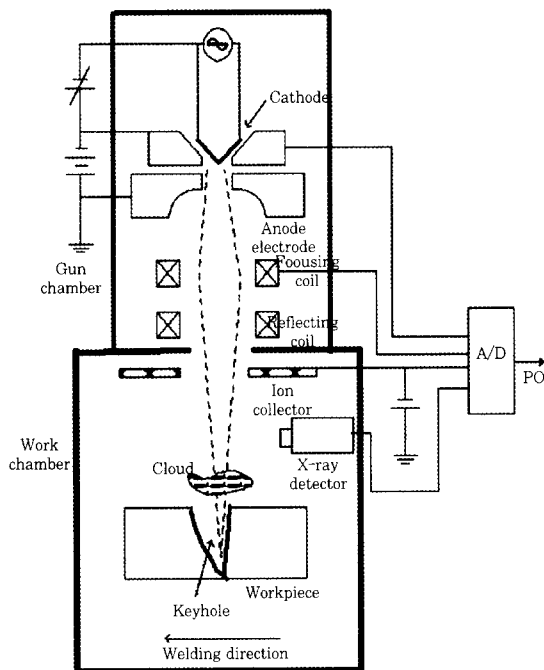 Cathode
Anode
electrode
Gun
chamber
Foousing
coil
Reflecting
coil
A/D
PO
Ion
collector
Work
chamber
X-ray
detector
Cloud
Keyhole
Workpiece
Welding direction